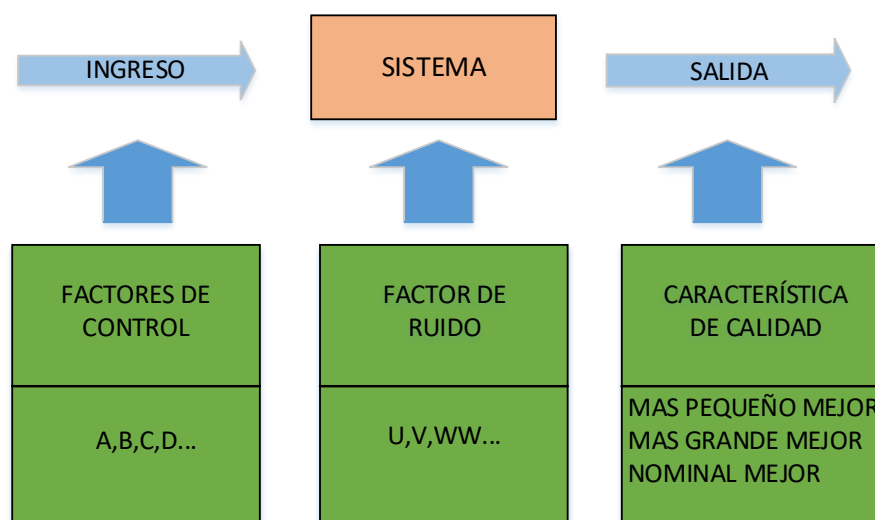 INGRESO
SISTEMA
SALIDA
FACTORES DE
CONTROL
FACTOR DE
RUIDO
CARACTERÍSTICA
DE CALIDAD
A,B,C,D...
U,V,WW...
MAS PEQUEÑO MEJOR
MAS GRANDE MEJOR
NOMINAL MEJOR